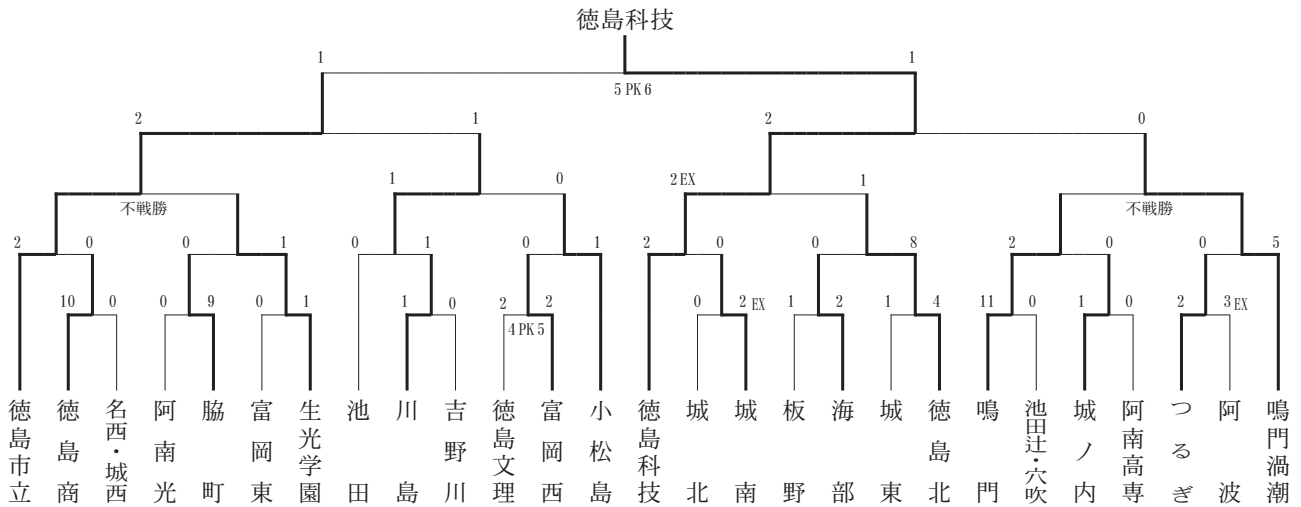 徳島科技
1 1
5 PK 6
2 1 2 0
1 0 2 EX 1
不戦勝 不戦勝
2 0 0 1 0 1 0 1 2 0 0 8 2 0 0 5
10 0 0 9 0 1 1 0 2 2 0 2 EX 1 2 1 4 11 0 1 0 2 3 EX
4 PK 5
徳島市立
徳島商
名西・城西
阿南光
脇町
富岡東
生光学園
池田
川島
吉野川
徳島文理
富岡西
小松島
徳島科技
城北
城南
板野
海部
城東
徳島北
鳴門
池田辻・穴吹
城ノ内
阿南高専
つるぎ
阿波
鳴門渦潮